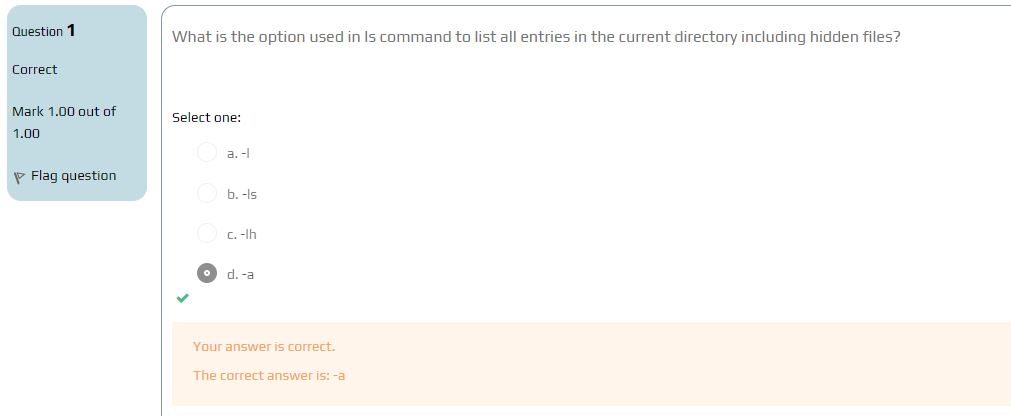 Question 1
Correct
Mark 1.00 out of
1.00
Flag question
What is the option used in ls command to list all entries in the current directory including hidden files?
Select one:
a. -l
b. -ls
c. -lh
d. -a
Your answer is correct.
The correct answer is: -a